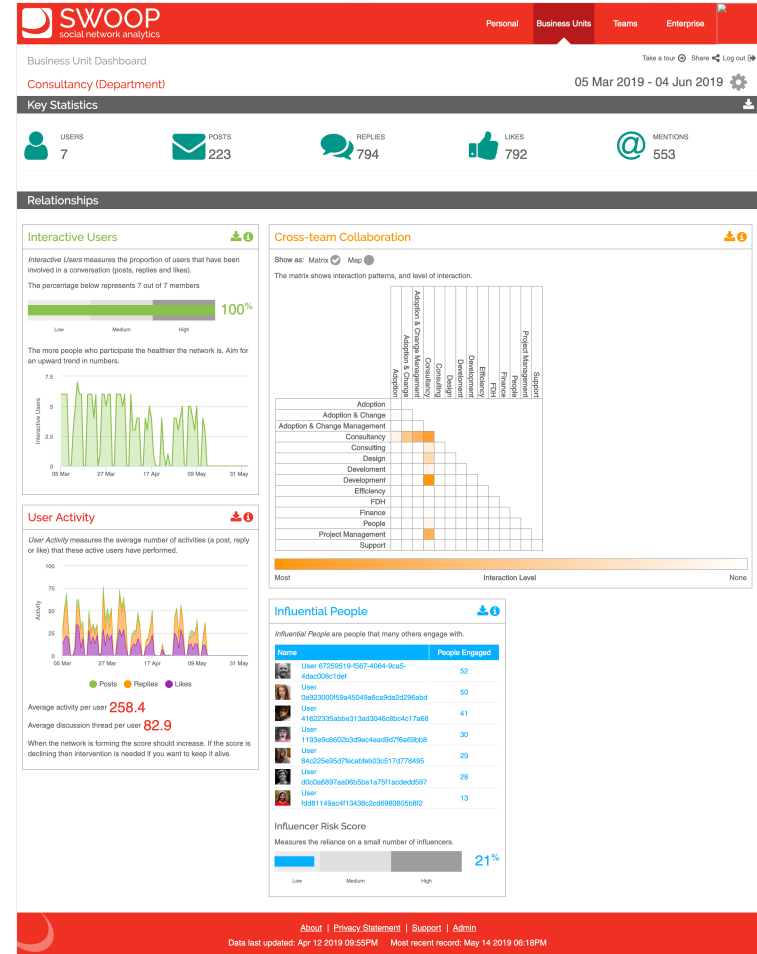 SWOOP
social network analytics
Personal
Business Units
Teams
Enterprise
Business Unit Dashboard
Take a tour
Share
Log out
Consultancy (Department)
05 Mar 2019 - 04 Jun 2019
Key Statistics
USERS
7
POSTS
223
REPLIES
794
LIKES
792
@
MENTIONS
553
Relationships
Interactive Users
Interactive Users measures the proportion of users that have been
involved in a conversation (posts, replies and likes).
The percentage below represents 7 out of 7 members
100%
Low
Medium
High
The more people who participate the healthier the network is. Aim for
an upward trend in numbers.
Interactive Users
7.5
5
2.5
0
05 Mar
27 Mar
17 Apr
09 May
31 May
User Activity
User Activity measures the average number of activities (a post, reply
or like) that these active users have performed.
Activity
100
75
50
25
0
05 Mar
27 Mar
17 Apr
09 May
31 May
Posts
Replies
Likes
Average activity per user 258.4
Average discussion thread per user 82.9
When the network is forming the score should increase. If the score is
declining then intervention is needed if you want to keep it alive.
Cross-team Collaboration
Show as: Matrix Map
The matrix shows interaction patterns, and level of interaction.
Adoption
Adoption & Change
Adoption & Change Management
Consultancy
Consulting
Design
Develoment
Development
Efficiency
FDH
Finance
People
Project Management
Support
Adoption
Adoption & Change
Adoption & Change Management
Consultancy
Consulting
Design
Develoment
Development
Efficiency
FDH
Finance
People
Project Management
Support
Most
Interaction Level
None
Influential People
Influential People are people that many others engage with.
Name
People Engaged
User 67259519-f567-4064-9ca5-
4dac008c1def
52
User
0a923000f59a45049a6ca9da2d296abd
50
User
41622335abba313ad3046c8bc4c17a68
41
User
1193e9c6602b3d9ec4ead9d7f6a69bb8
30
User
84c225e95d7fecabfeb03c517d778495
29
User
d0c0a6897aa06b5ba1a75f1acdedd597
28
User
fdd81149ac4f13438c2cd6980805b8f2
13
Influencer Risk Score
Measures the reliance on a small number of influencers.
21%
Low
Medium
High
About | Privacy Statement | Support | Admin
Data last updated: Apr 12 2019 09:55PM Most recent record: May 14 2019 06:18PM